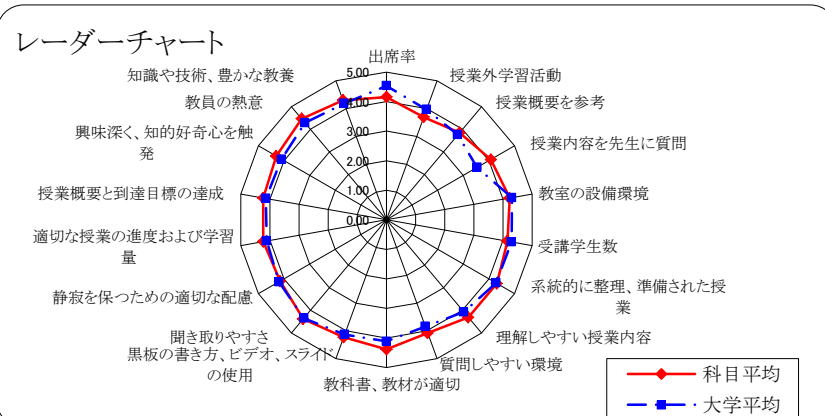 レーダーチャート
出席率
授業外学習活動
授業概要を参考
授業内容を先生に質問
教室の設備環境
受講学生数
系統的に整理、準備された授
業
理解しやすい授業内容
質問しやすい環境
教科書、教材が適切
黒板の書き方、ビデオ、スライド
の使用
聞き取りやすさ
静寂を保つための適切な配慮
適切な授業の進度および学習
量
授業概要と到達目標の達成
興味深く、知的好奇心を触
発
教員の熱意
知識や技術、豊かな教養
5.00
4.00
3.00
2.00
1.00
0.00
科目平均
大学平均